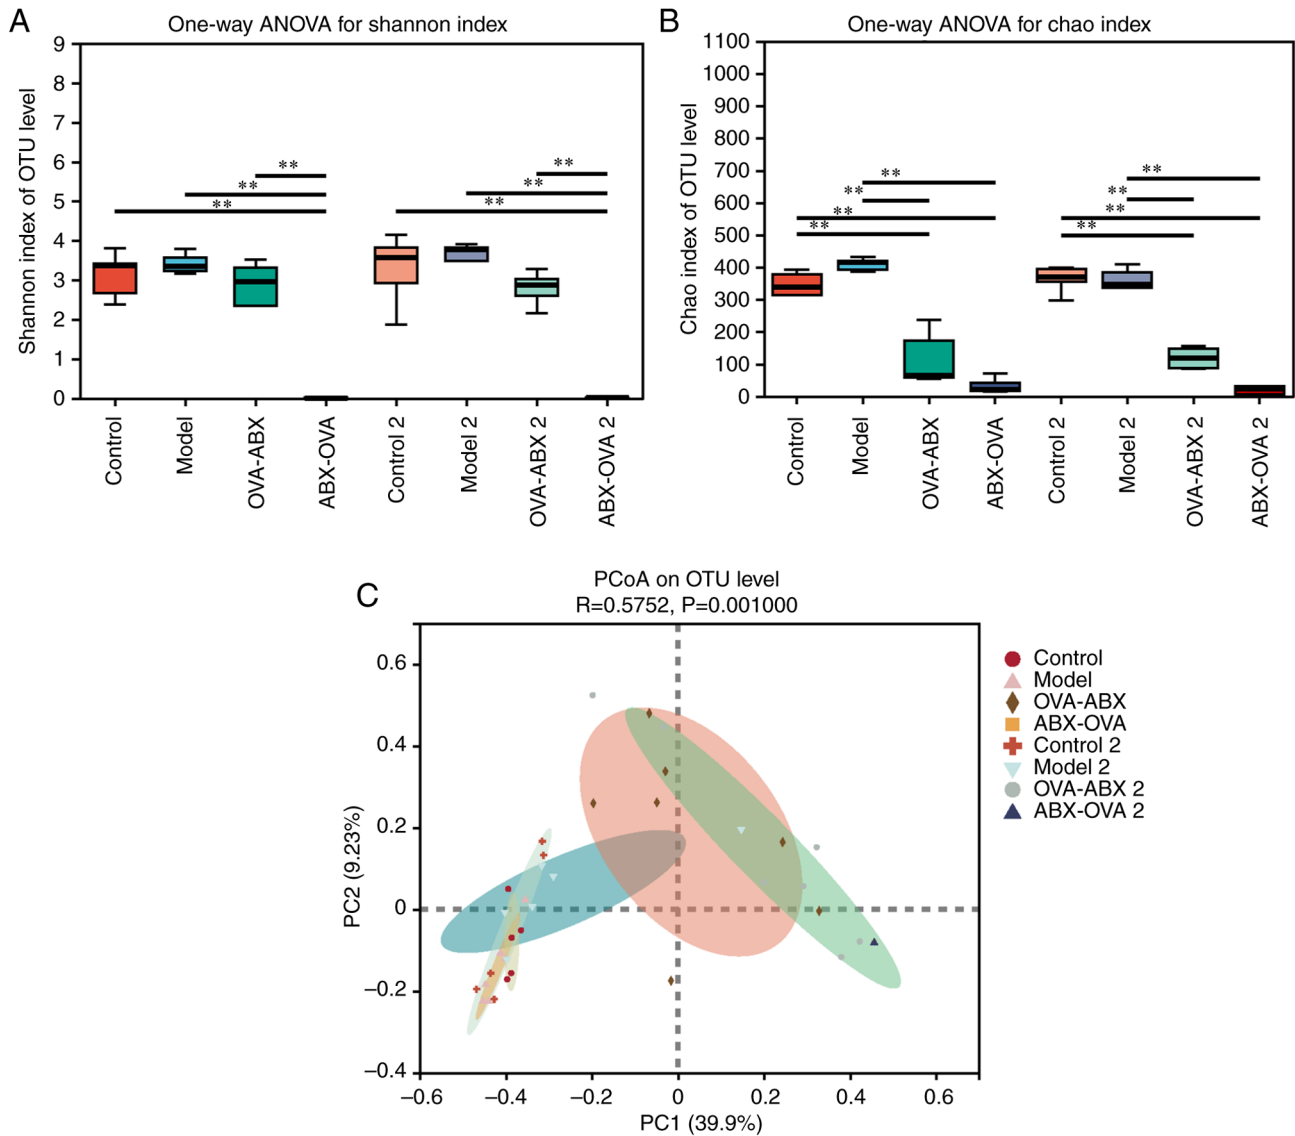 A
One-way ANOVA for shannon index
Shannon index of OTU level
9
8
7
6
5
4
3
2
1
0
**
**
**
**
**
**
Control
Model
OVA-ABX
ABX-OVA
Control 2
Model 2
OVA-ABX 2
ABX-OVA 2
B
One-way ANOVA for chao index
Chao index of OTU level
1100
1000
900
800
700
600
500
400
300
200
100
0
**
**
**
**
**
**
**
**
Control
Model
OVA-ABX
ABX-OVA
Control 2
Model 2
OVA-ABX 2
ABX-OVA 2
C
PCoA on OTU level
R=0.5752, P=0.001000
PC2 (9.23%)
0.6
0.4
0.2
0
−0.2
−0.4
−0.6
−0.4
−0.2
0
0.2
0.4
0.6
PC1 (39.9%)
Control
Model
OVA-ABX
ABX-OVA
Control 2
Model 2
OVA-ABX 2
ABX-OVA 2